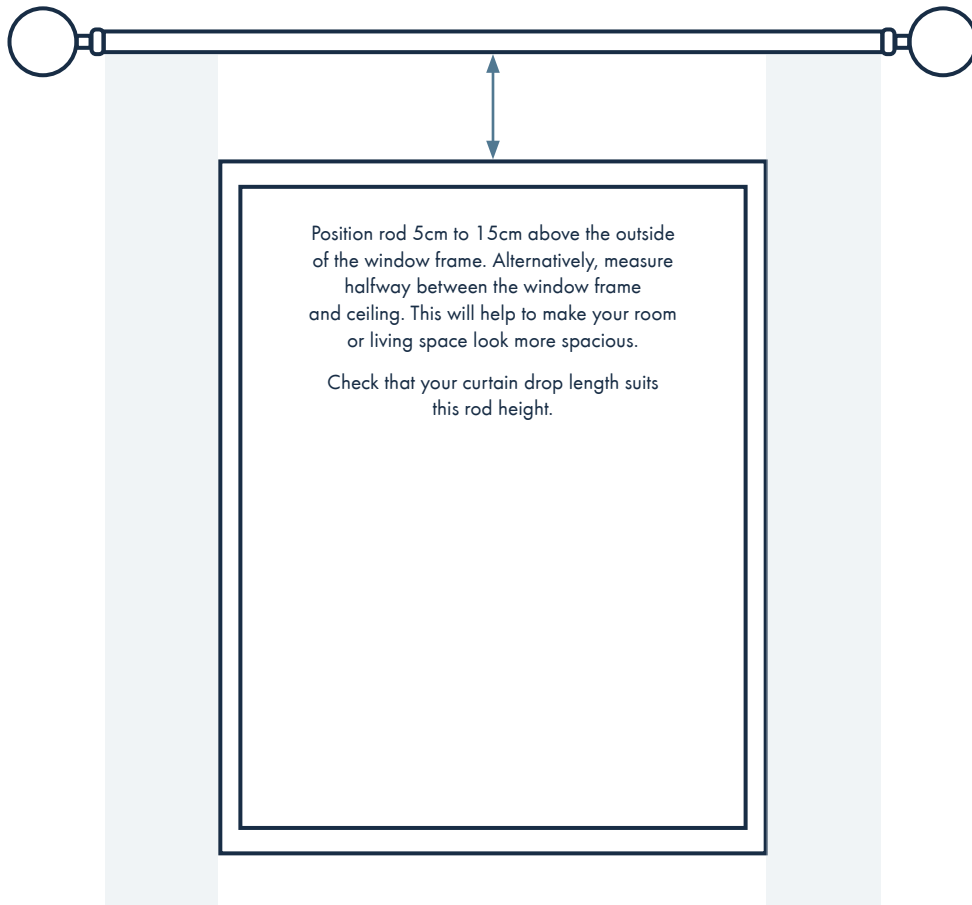 Position rod 5cm to 15cm above the outside
of the window frame. Alternatively, measure
halfway between the window frame
and ceiling. This will help to make your room
or living space look more spacious.
Check that your curtain drop length suits
this rod height.